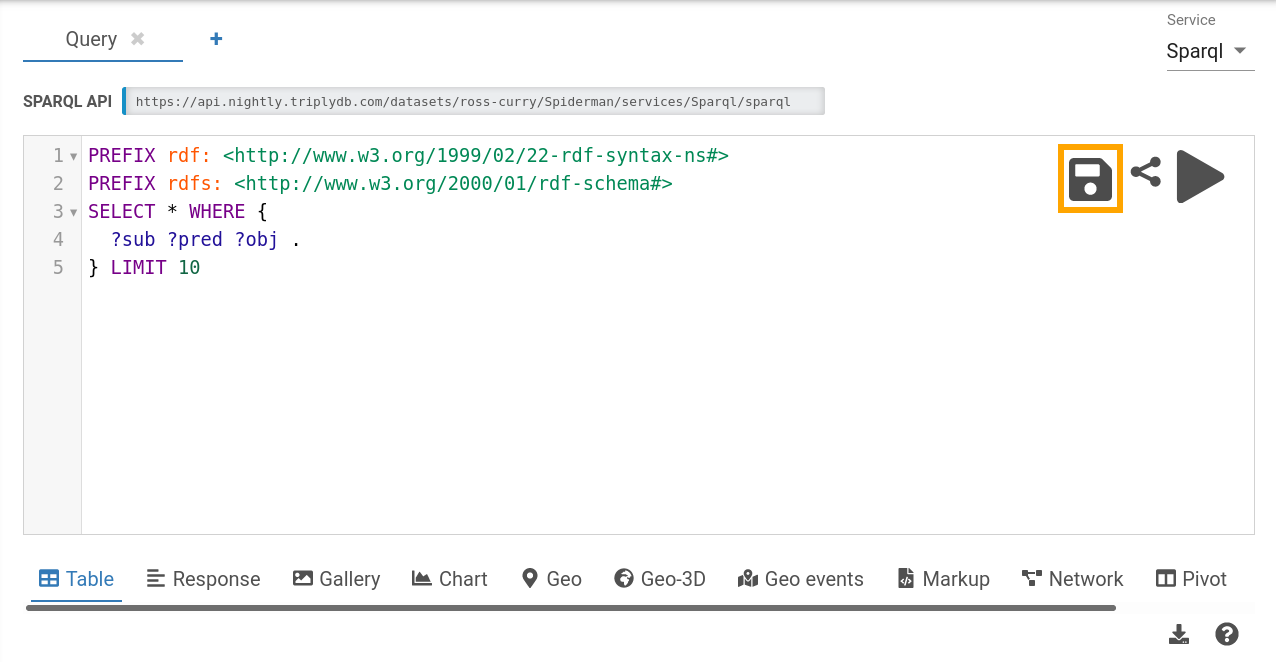 Service
Query ✖ +
Sparql
SPARQL API https://api.nightly.triplydb.com/datasets/ross-curry/Spiderman/services/Sparql/sparql
1 PREFIX rdf: <http://www.w3.org/1999/02/22-rdf-syntax-ns#>
2 PREFIX rdfs: <http://www.w3.org/2000/01/rdf-schema#>
3 SELECT * WHERE {
4   ?sub ?pred ?obj .
5 } LIMIT 10
Table Response Gallery Chart Geo Geo-3D Geo events Markup Network Pivot